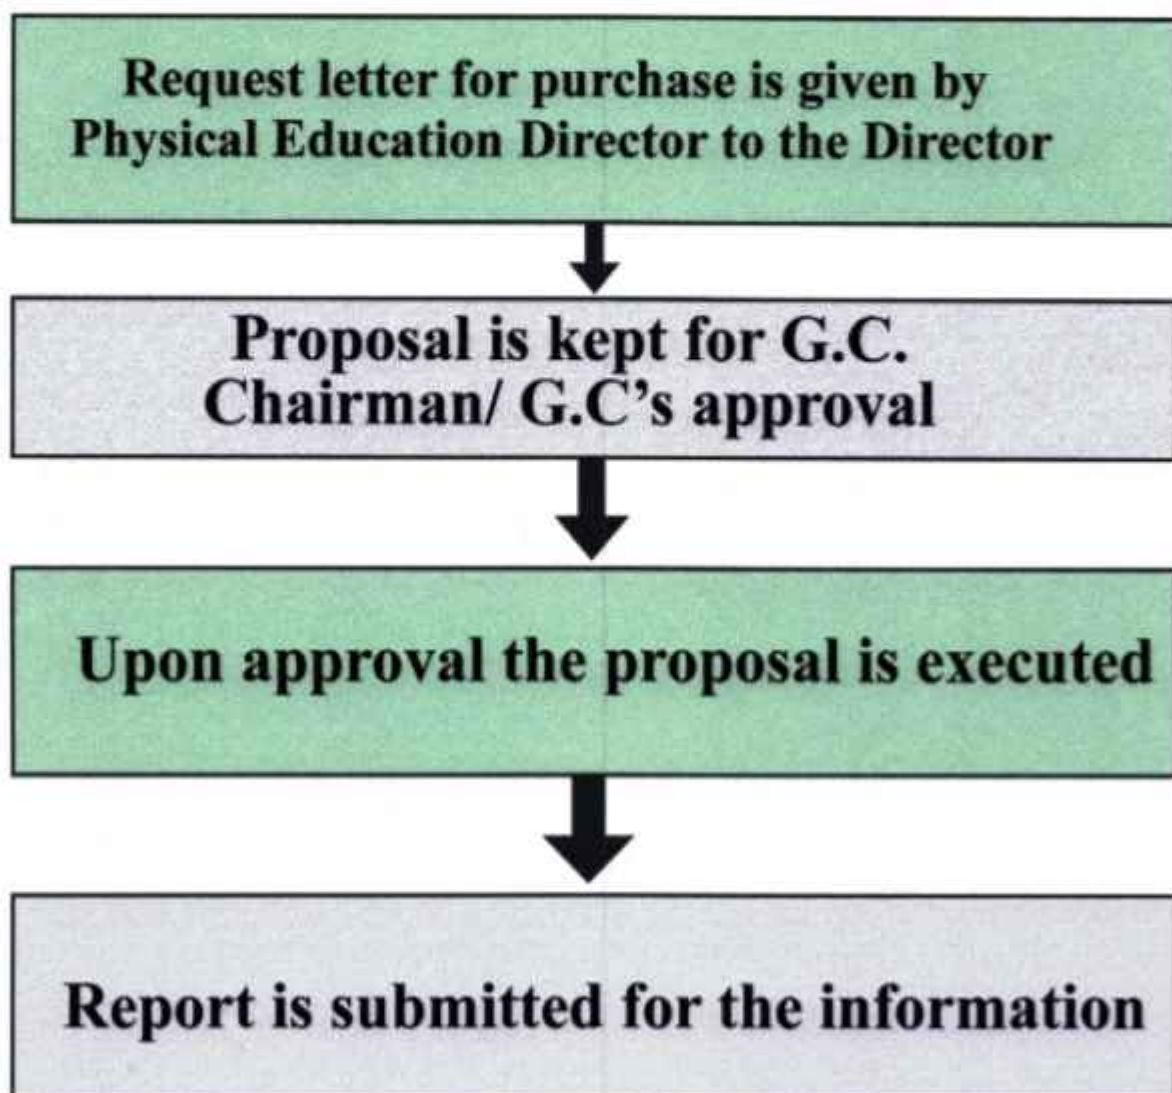 Request letter for purchase is given by
Physical Education Director to the Director
Proposal is kept for G.C.
Chairman/ G.C’s approval
Upon approval the proposal is executed
Report is submitted for the information